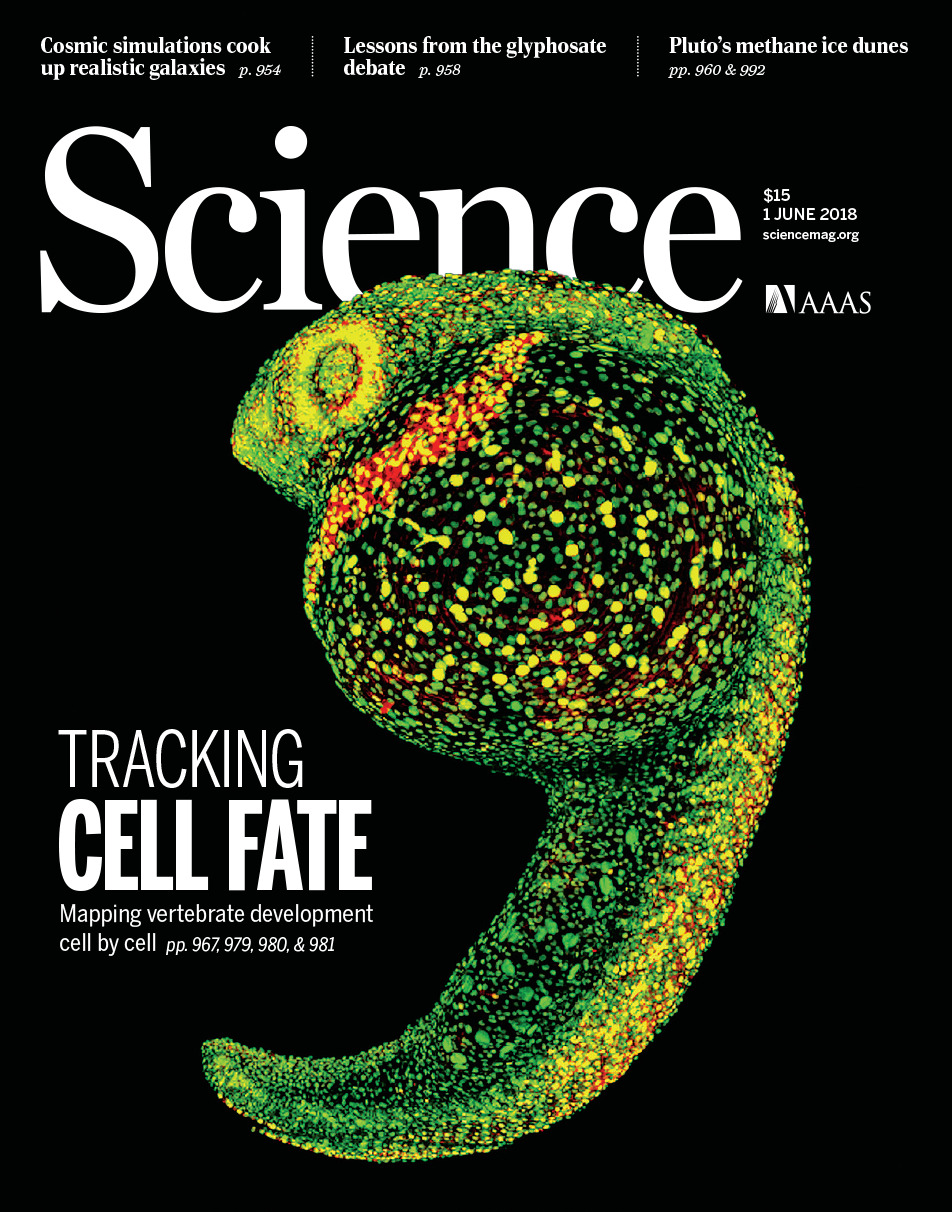 Cosmic simulations cook
up realistic galaxies p. 954
Lessons from the glyphosate
debate p. 958
Pluto’s methane ice dunes
pp. 960 & 992
Science
$15
1 JUNE 2018
sciencemag.org
AAAS
TRACKING
CELL FATE
Mapping vertebrate development
cell by cell pp. 967, 979, 980, & 981